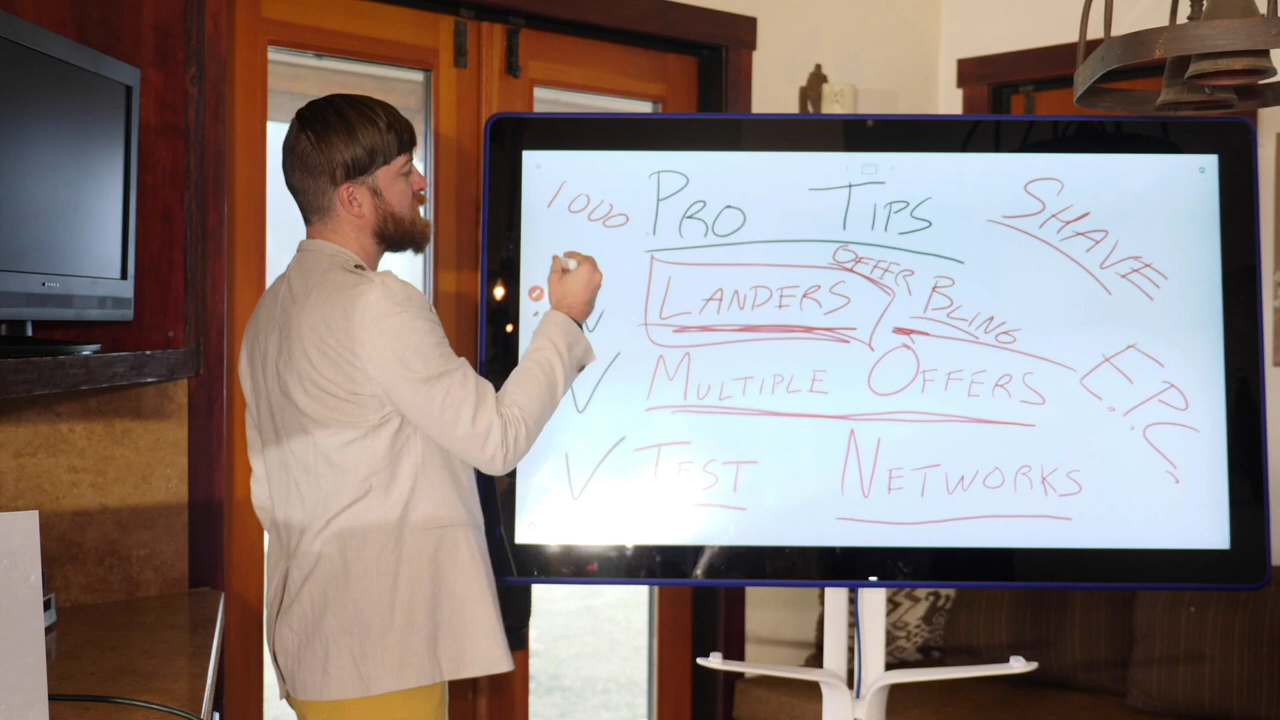 1000 PRO TIPS
SHAVE
OFFER BLING
LANDERS
MULTIPLE OFFERS
E.P.C
TEST NETWORKS